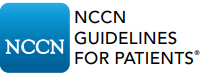 NCCN
NCCN
GUIDELINES
FOR PATIENTS®